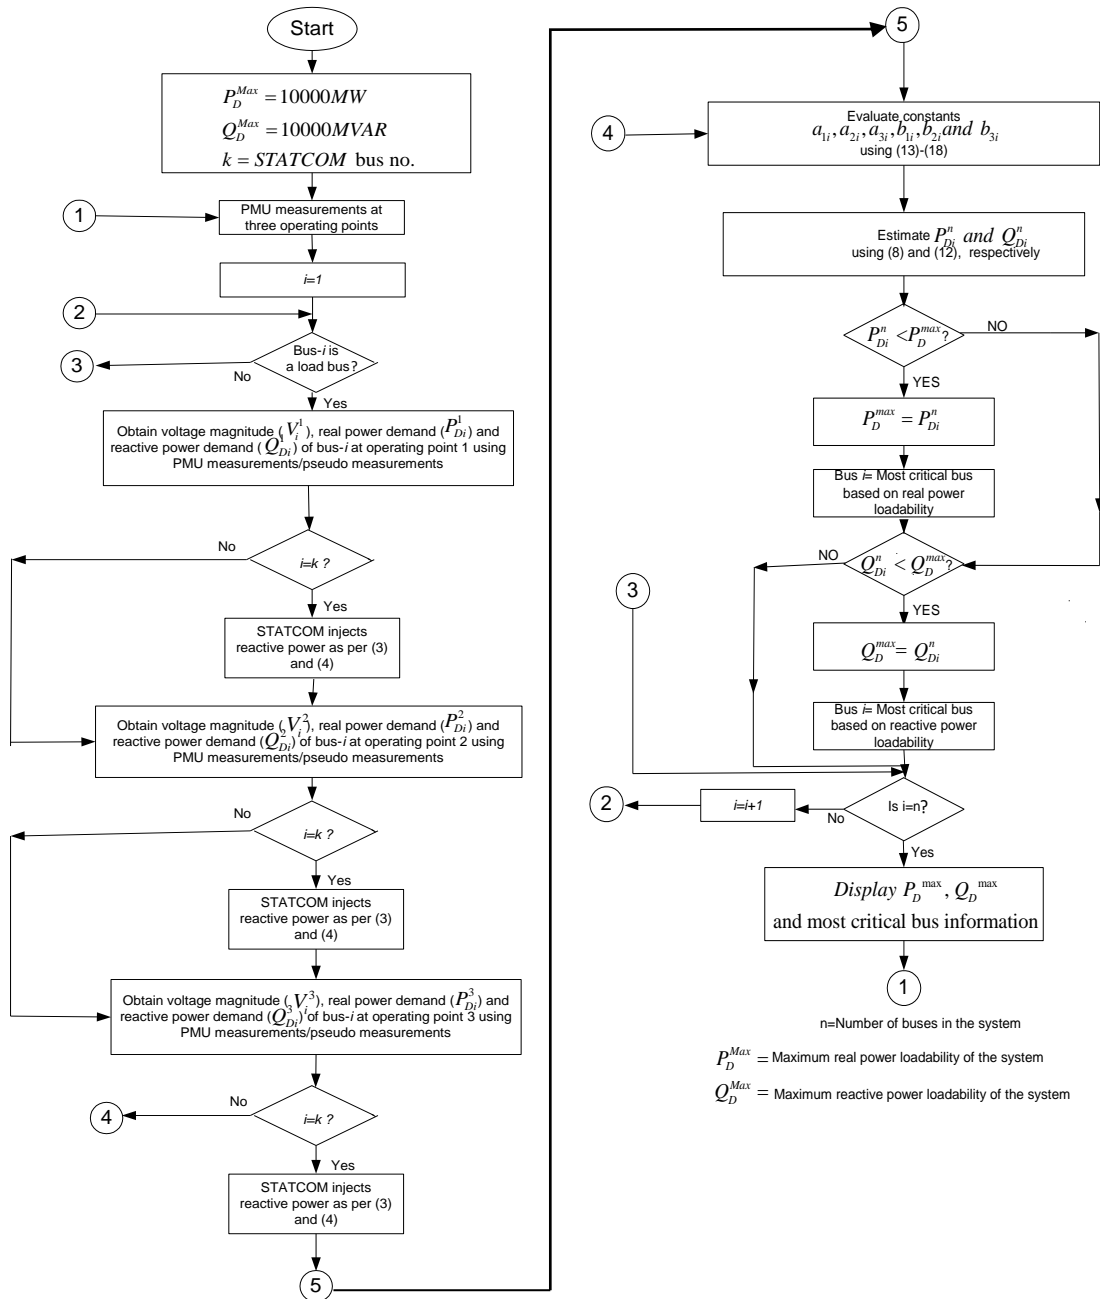 Start
P_D^Max = 10000MW
Q_D^Max = 10000MVAR
k = STATCOM bus no.
1
PMU measurements at
three operating points
i=1
2
3
Bus-i is
a load bus?
No
Yes
Obtain voltage magnitude (V_i^1), real power demand (P_Di^1) and
reactive power demand (Q_Di^1) of bus-i at operating point 1 using
PMU measurements/pseudo measurements
No
i=k ?
Yes
STATCOM injects
reactive power as per (3)
and (4)
Obtain voltage magnitude (V_i^2), real power demand (P_Di^2) and
reactive power demand (Q_Di^2) of bus-i at operating point 2 using
PMU measurements/pseudo measurements
No
i=k ?
Yes
STATCOM injects
reactive power as per (3)
and (4)
Obtain voltage magnitude (V_i^3), real power demand (P_Di^3) and
reactive power demand (Q_Di^3) of bus-i at operating point 3 using
PMU measurements/pseudo measurements
4
No
i=k ?
Yes
STATCOM injects
reactive power as per (3)
and (4)
5
5
4
Evaluate constants
a_1i, a_2i, a_3i, b_1i, b_2i and b_3i
using (13)-(18)
Estimate P_Di^n and Q_Di^n
using (8) and (12), respectively
P_Di^n < P_D^max ?
NO
YES
P_D^max = P_Di^n
Bus i= Most critical bus
based on real power
loadability
NO
Q_Di^n < Q_D^max ?
YES
3
Q_D^max = Q_Di^n
Bus i= Most critical bus
based on reactive power
loadability
2
i=i+1
No
Is i=n?
Yes
Display P_D^max, Q_D^max
and most critical bus information
1
n=Number of buses in the system
P_D^Max = Maximum real power loadability of the system
Q_D^Max = Maximum reactive power loadability of the system